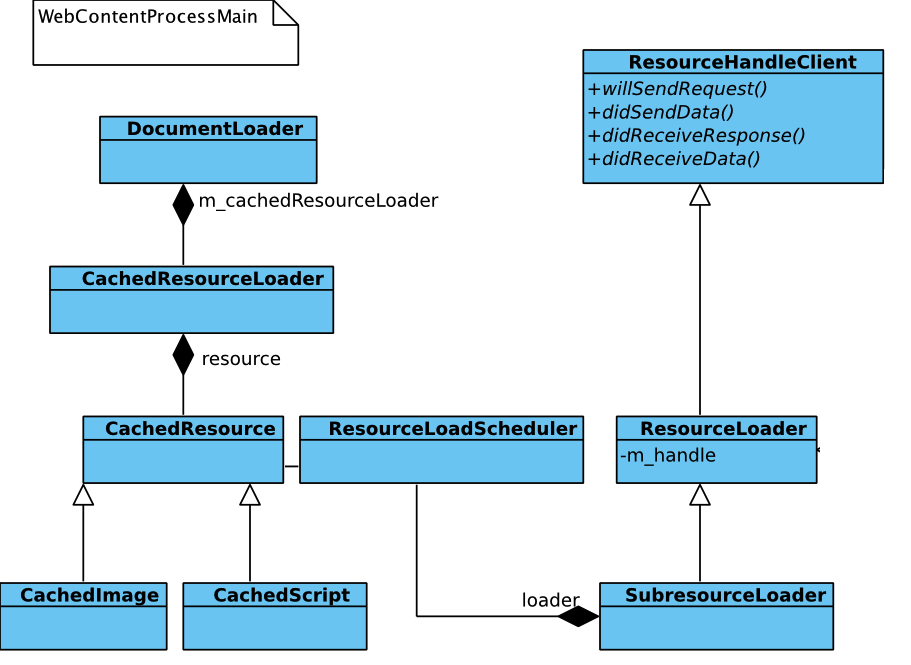 WebContentProcessMain
ResourceHandleClient
+willSendRequest()
+didSendData()
+didReceiveResponse()
+didReceiveData()
DocumentLoader
m_cachedResourceLoader
CachedResourceLoader
resource
CachedResource
ResourceLoadScheduler
ResourceLoader
-m_handle
CachedImage
CachedScript
loader
SubresourceLoader